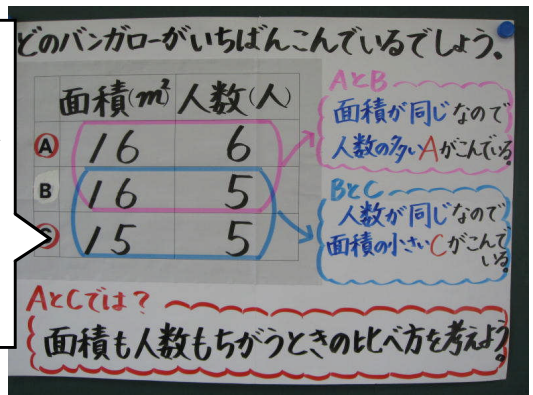 どのバンガローがいちばんこんでいるでしょう。
面積(m²) 人数(人)
A 16 6
B 16 5
C 15 5
AとB
面積が同じなので
人数の多いAがこんでいる。
BとC
人数が同じなので
面積の小さいCがこんで
いる。
AとCでは?
面積も人数もちがうときの比べ方を考えよう。